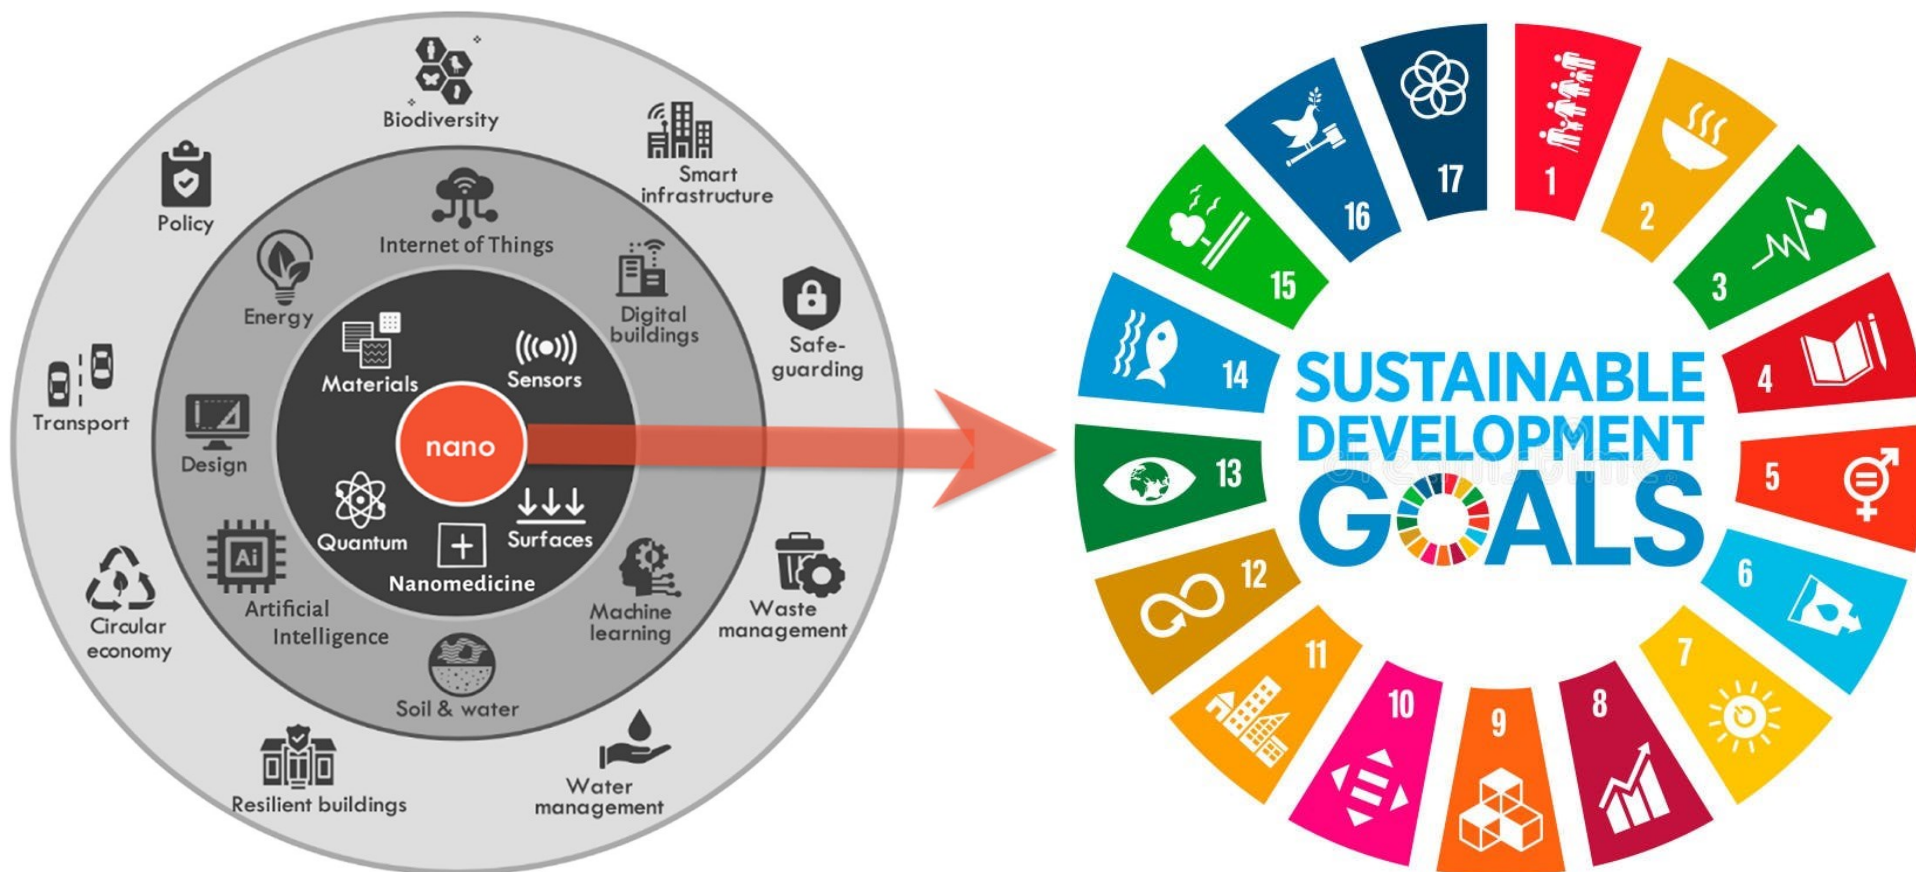 Biodiversity
Smart
infrastructure
Policy
Internet of Things
Energy
Digital
buildings
Safe-
guarding
Materials
Sensors
Transport
Design
nano
Quantum
Surfaces
Nanomedicine
Ai
Artificial
Intelligence
Machine
learning
Waste
management
Circular
economy
Soil & water
Resilient buildings
Water
management
SUSTAINABLE
DEVELOPMENT
GOALS
1
2
3
4
5
6
7
8
9
10
11
12
13
14
15
16
17